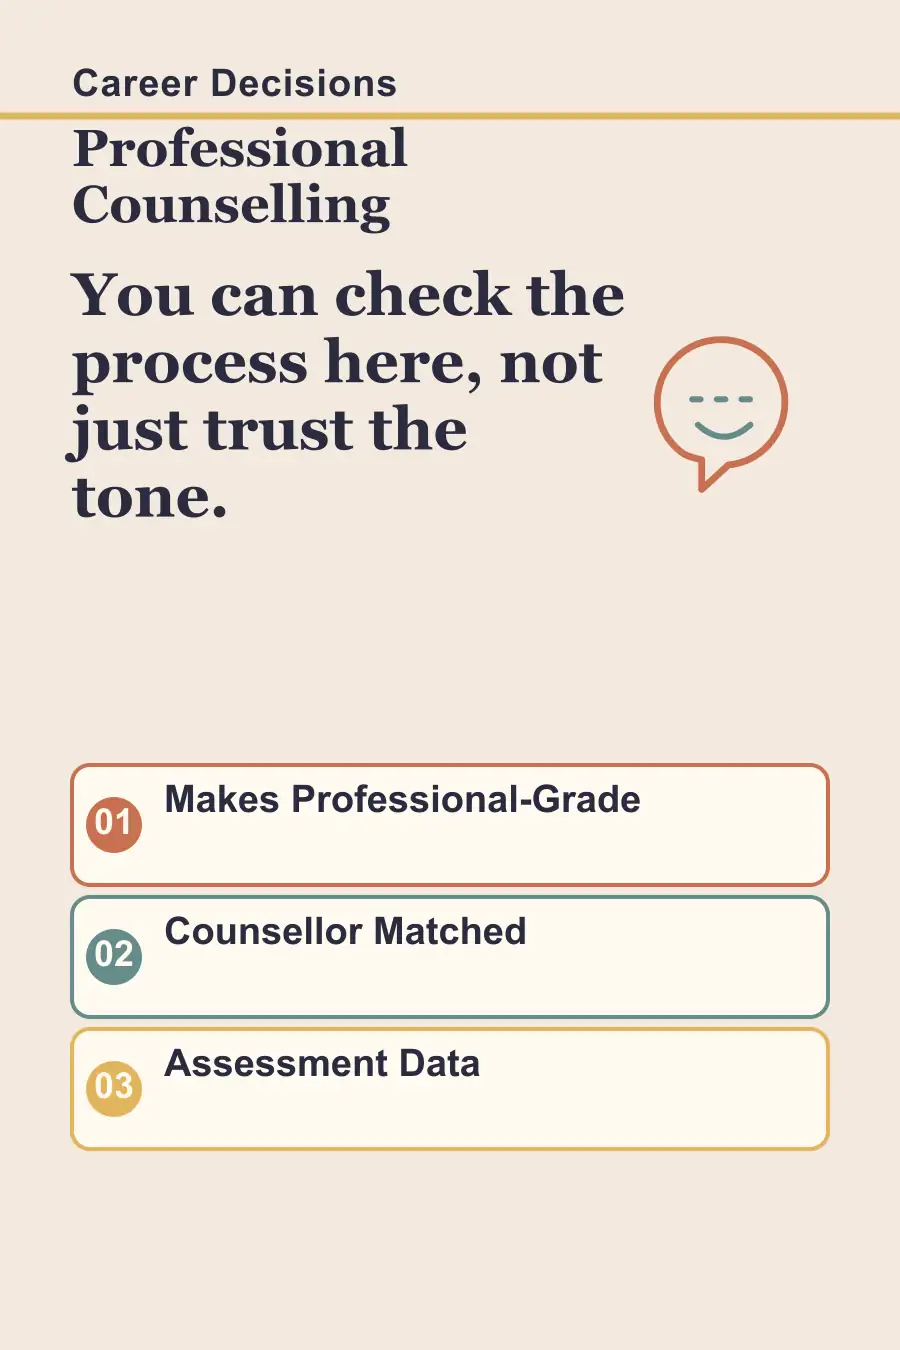 Career Decisions
Professional
Counselling
You can check the
process here, not
just trust the
tone.
01
Makes Professional-Grade
02
Counsellor Matched
03
Assessment Data